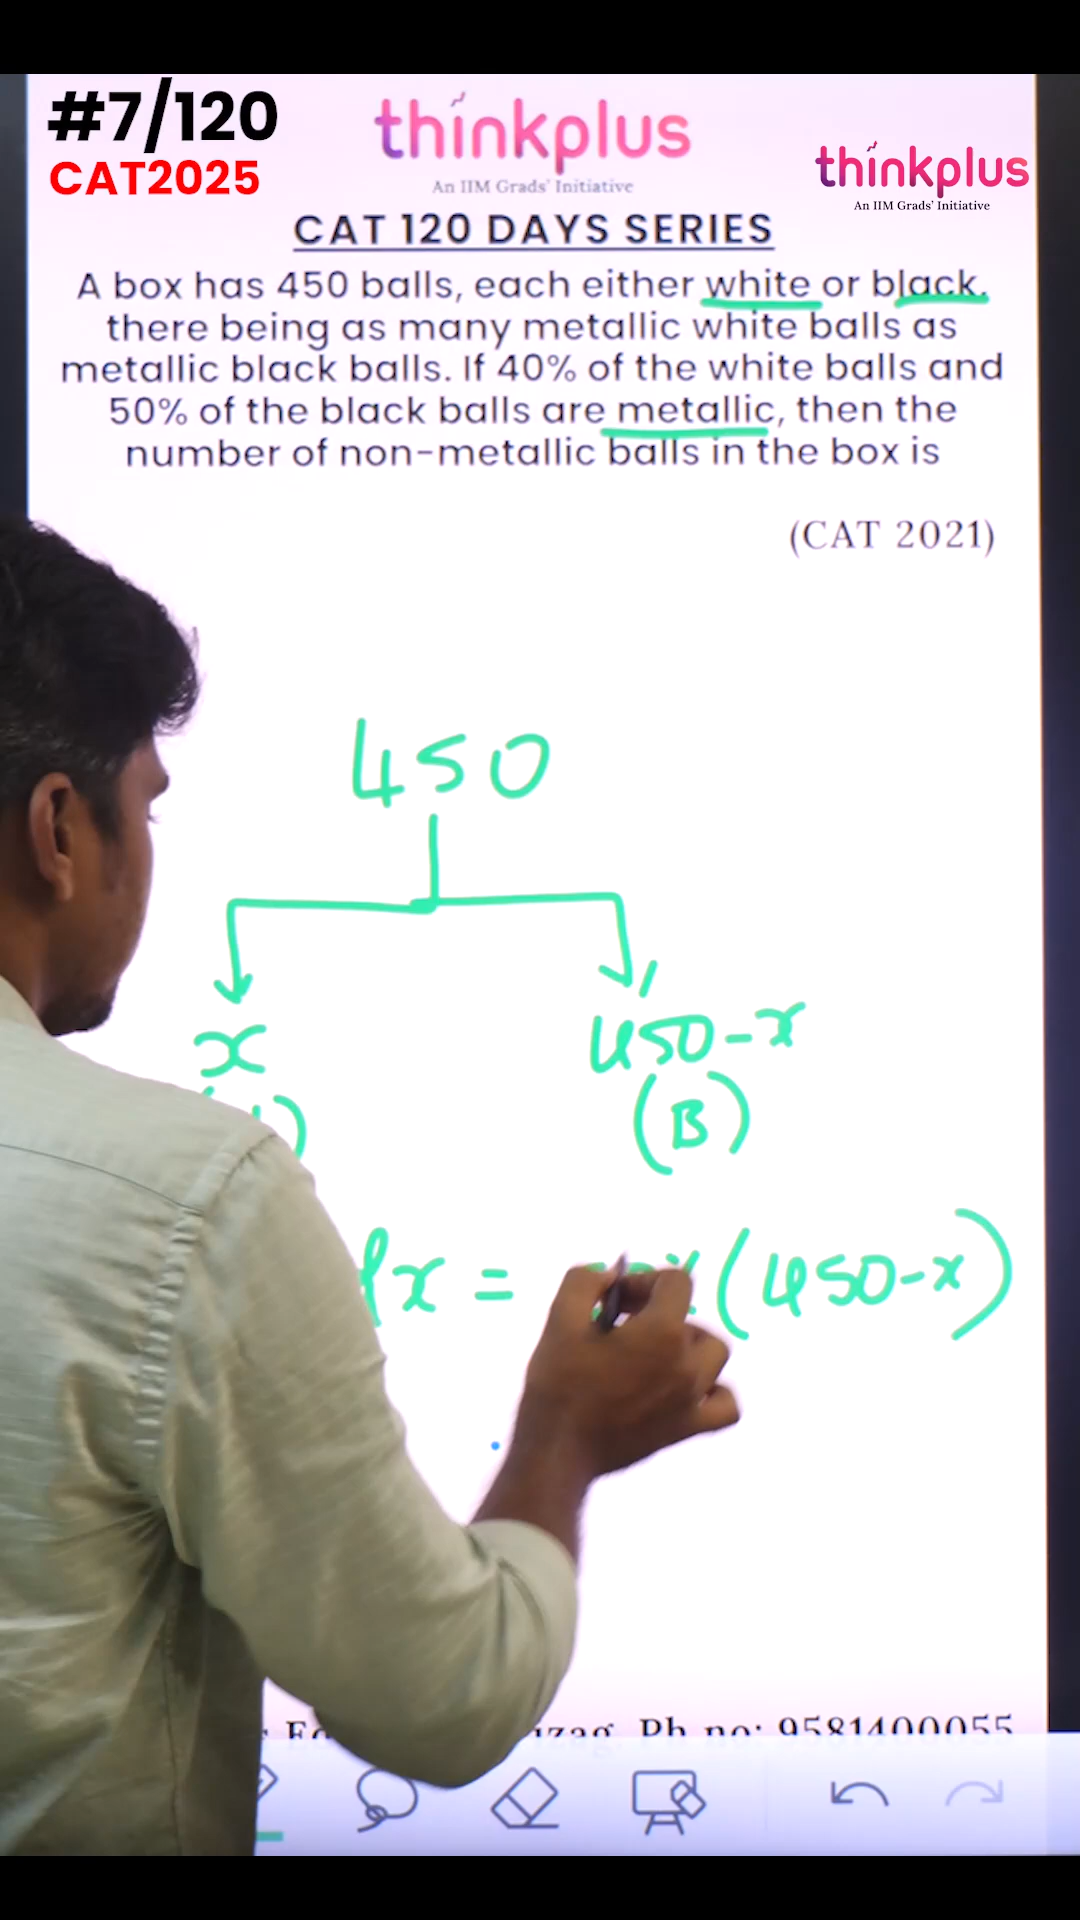 #7/120
CAT2025
thinkplus
An IIM Grads' Initiative
thinkplus
An IIM Grads' Initiative
CAT 120 DAYS SERIES
A box has 450 balls, each either white or black,
there being as many metallic white balls as
metallic black balls. If 40% of the white balls and
50% of the black balls are metallic, then the
number of non-metallic balls in the box is
(CAT 2021)
450
x 450-x
(B)
x = (450-x)
Ph no: 9581400055